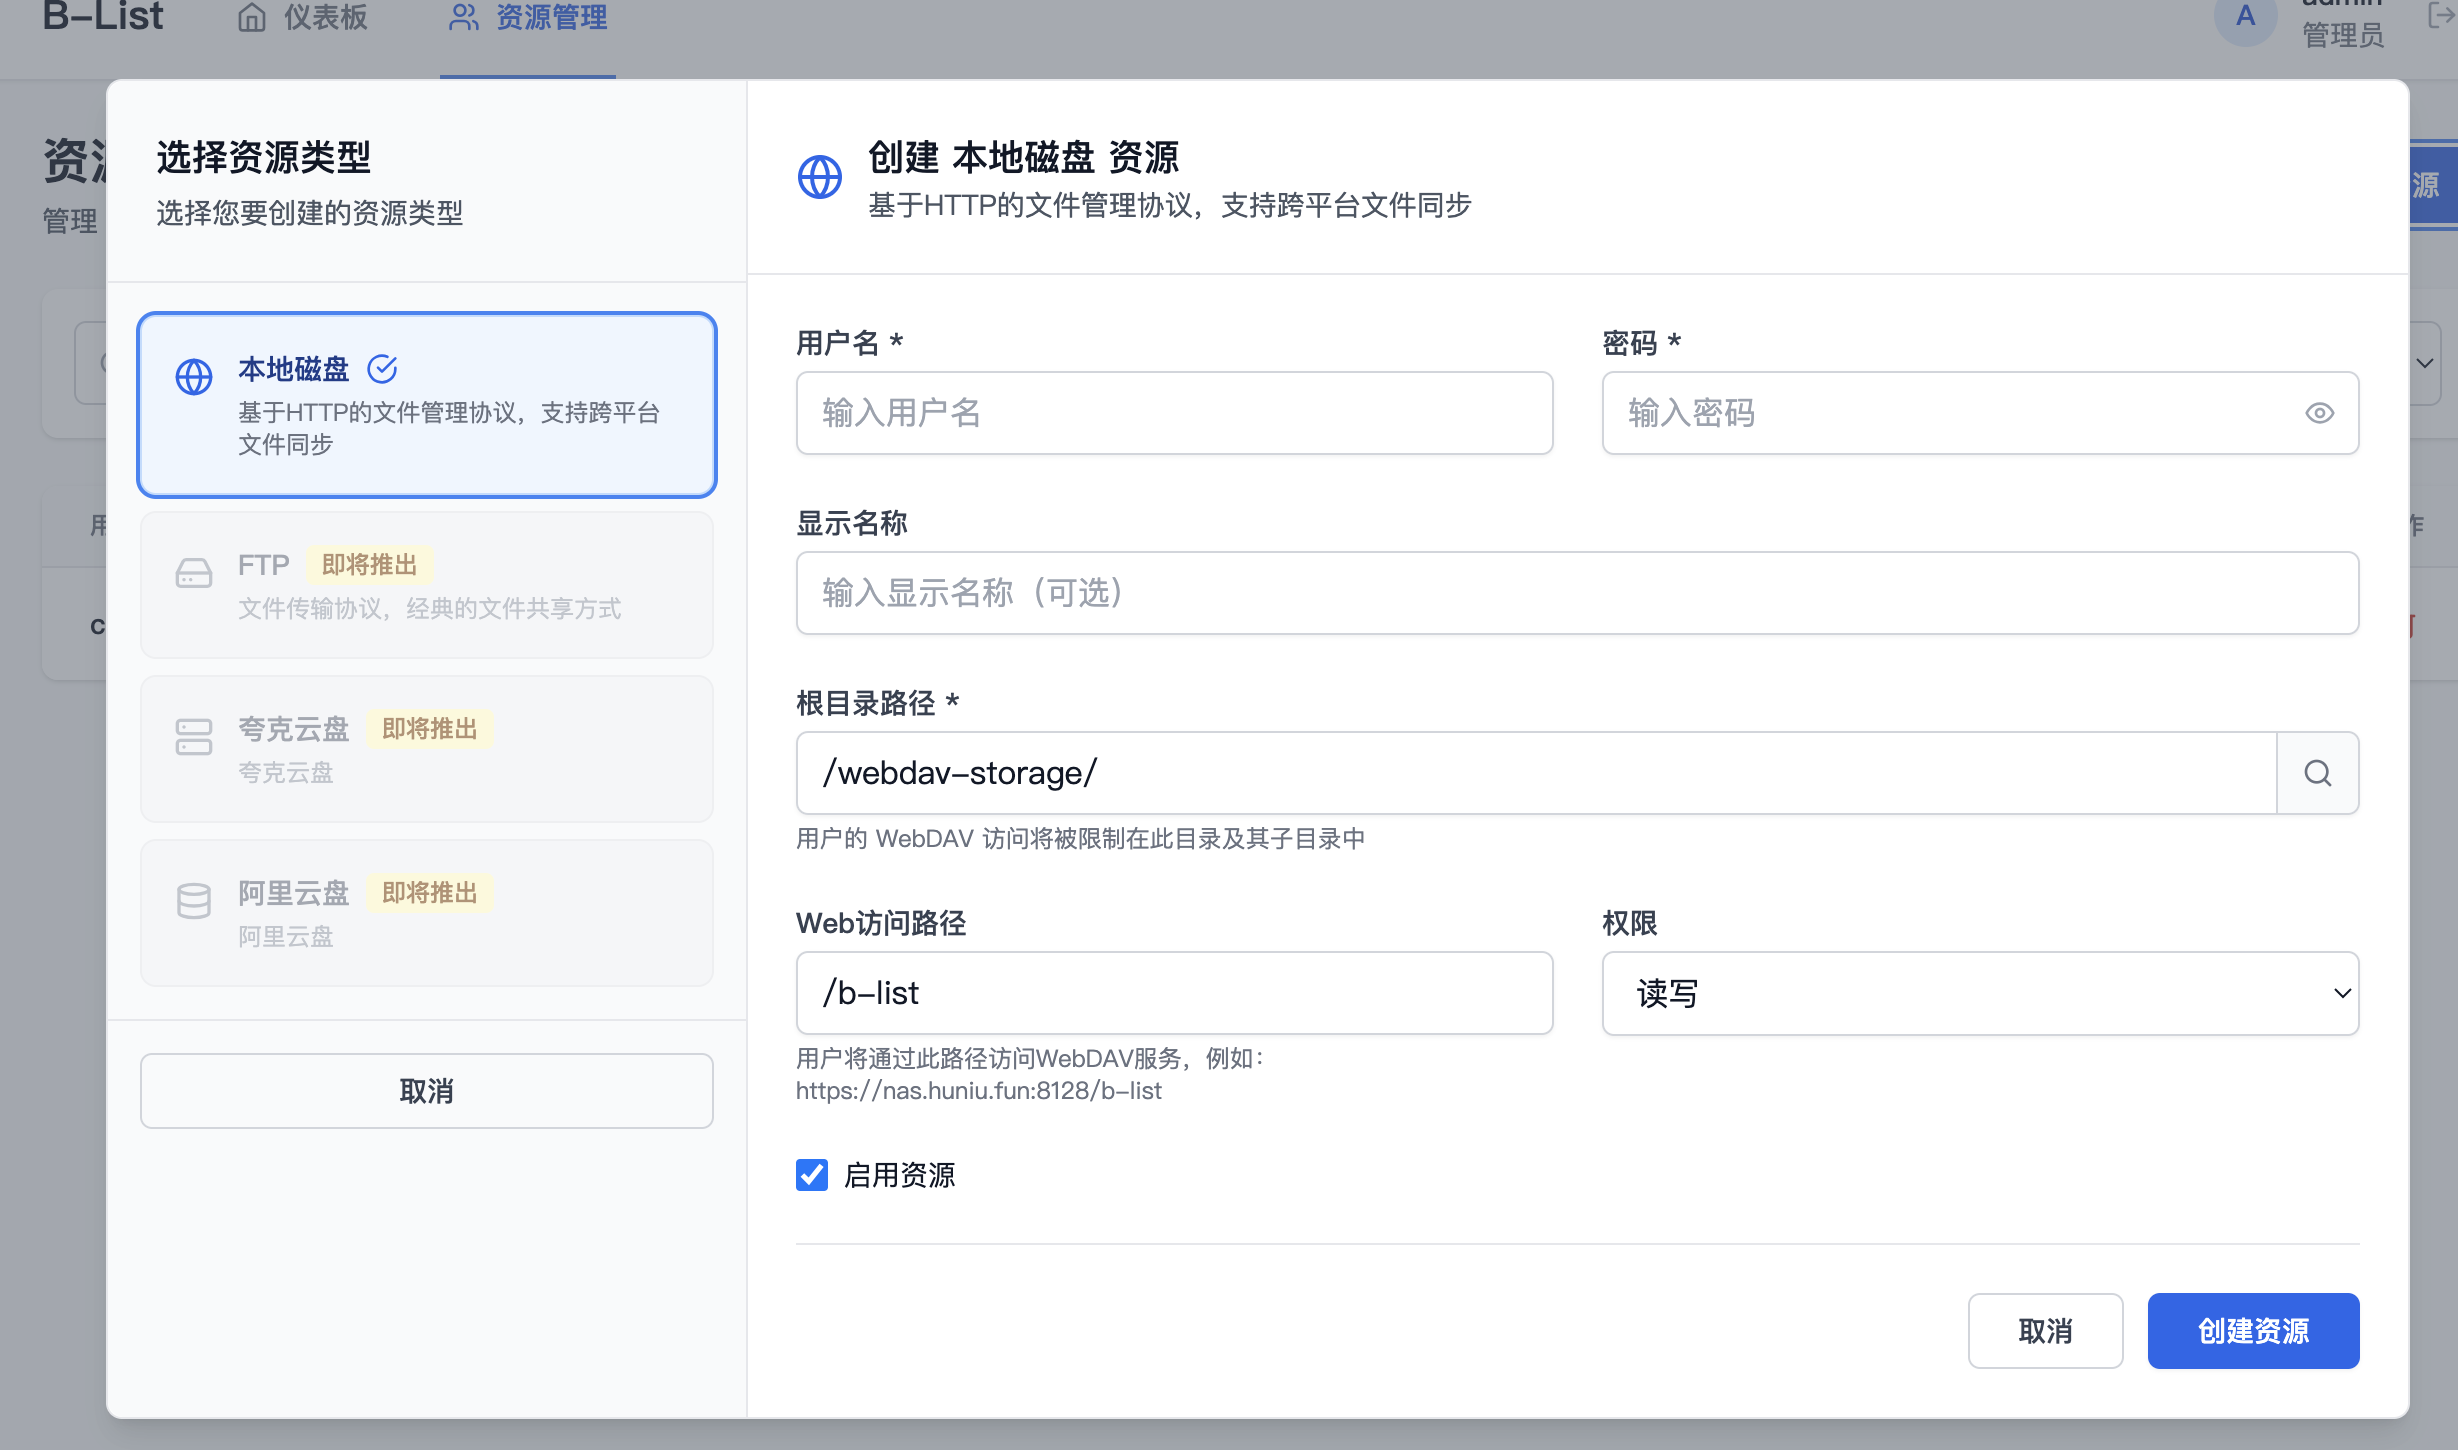 B-List
仪表板
资源管理
A
管理员
管理
源
选择资源类型
选择您要创建的资源类型
本地磁盘
基于HTTP的文件管理协议，支持跨平台
文件同步
FTP 即将推出
文件传输协议，经典的文件共享方式
夸克云盘 即将推出
夸克云盘
阿里云盘 即将推出
阿里云盘
取消
创建 本地磁盘 资源
基于HTTP的文件管理协议，支持跨平台文件同步
用户名 *
输入用户名
密码 *
输入密码
显示名称
输入显示名称（可选）
根目录路径 *
/webdav-storage/
用户的 WebDAV 访问将被限制在此目录及其子目录中
Web访问路径
/b-list
用户将通过此路径访问WebDAV服务，例如：
https://nas.huniu.fun:8128/b-list
权限
读写
启用资源
取消
创建资源